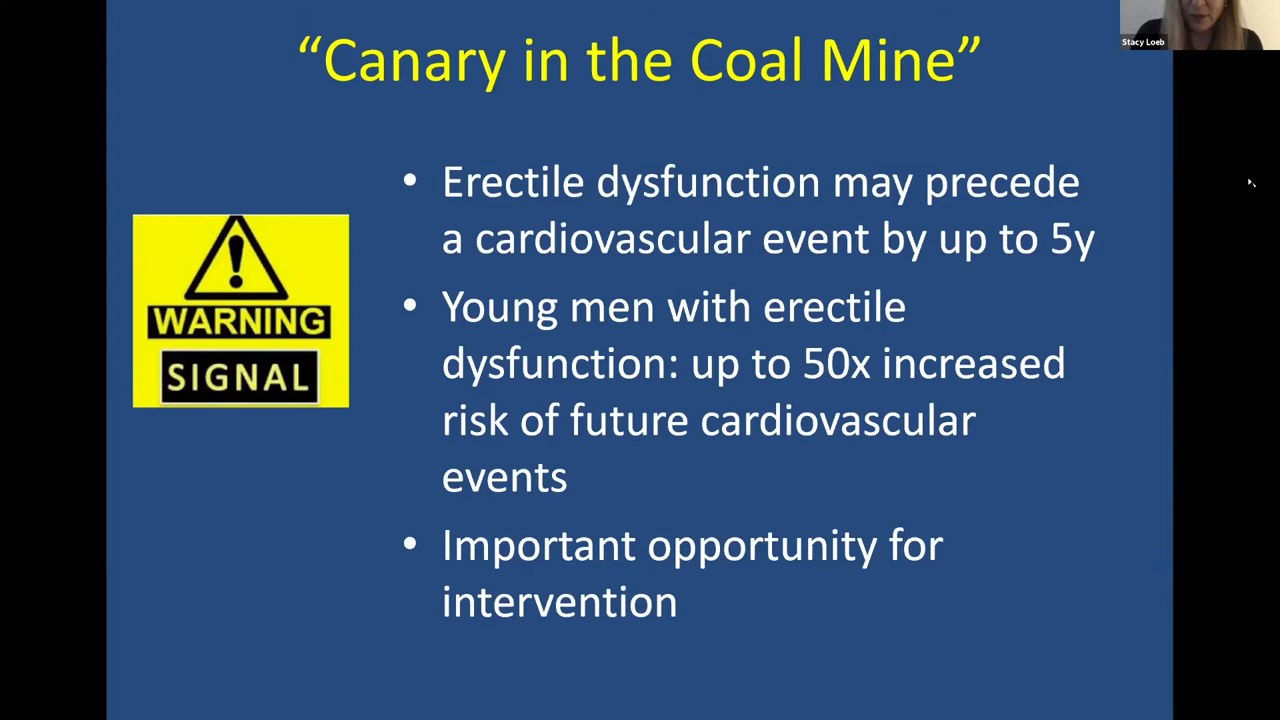 Stacy Loeb
“Canary in the Coal Mine”
• Erectile dysfunction may precede
a cardiovascular event by up to 5y
• Young men with erectile
dysfunction: up to 50x increased
risk of future cardiovascular
events
• Important opportunity for
intervention
WARNING
SIGNAL